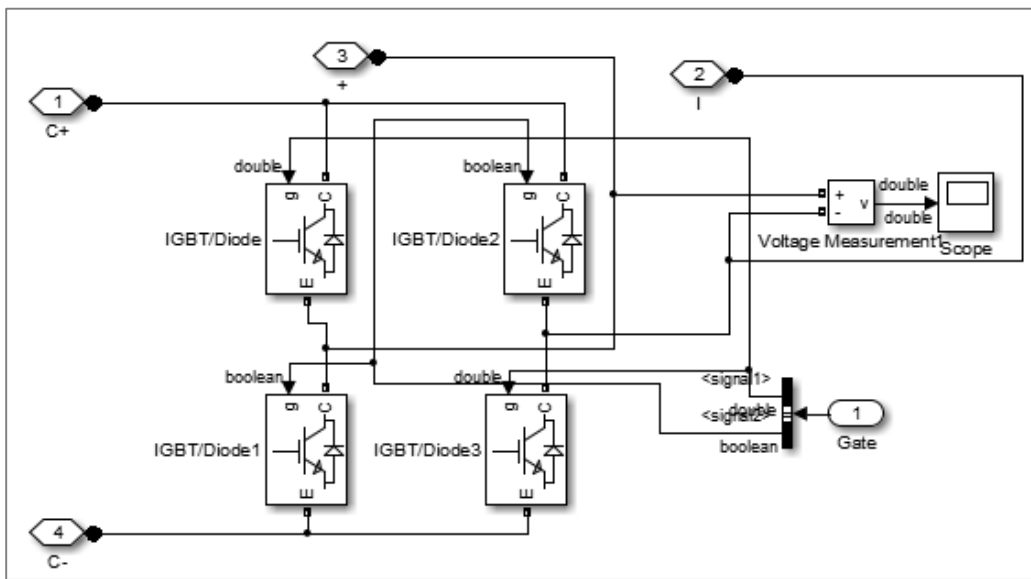 3
+
2
I
1
C+
double
boolean
g
C
g
C
+
-
v
double
double
IGBT/Diode
IGBT/Diode2
Voltage Measurement1
Scope
E
E
boolean
double
<signal1>
g
C
g
C
double
<signal2>
1
IGBT/Diode1
IGBT/Diode3
boolean
Gate
E
E
4
C-